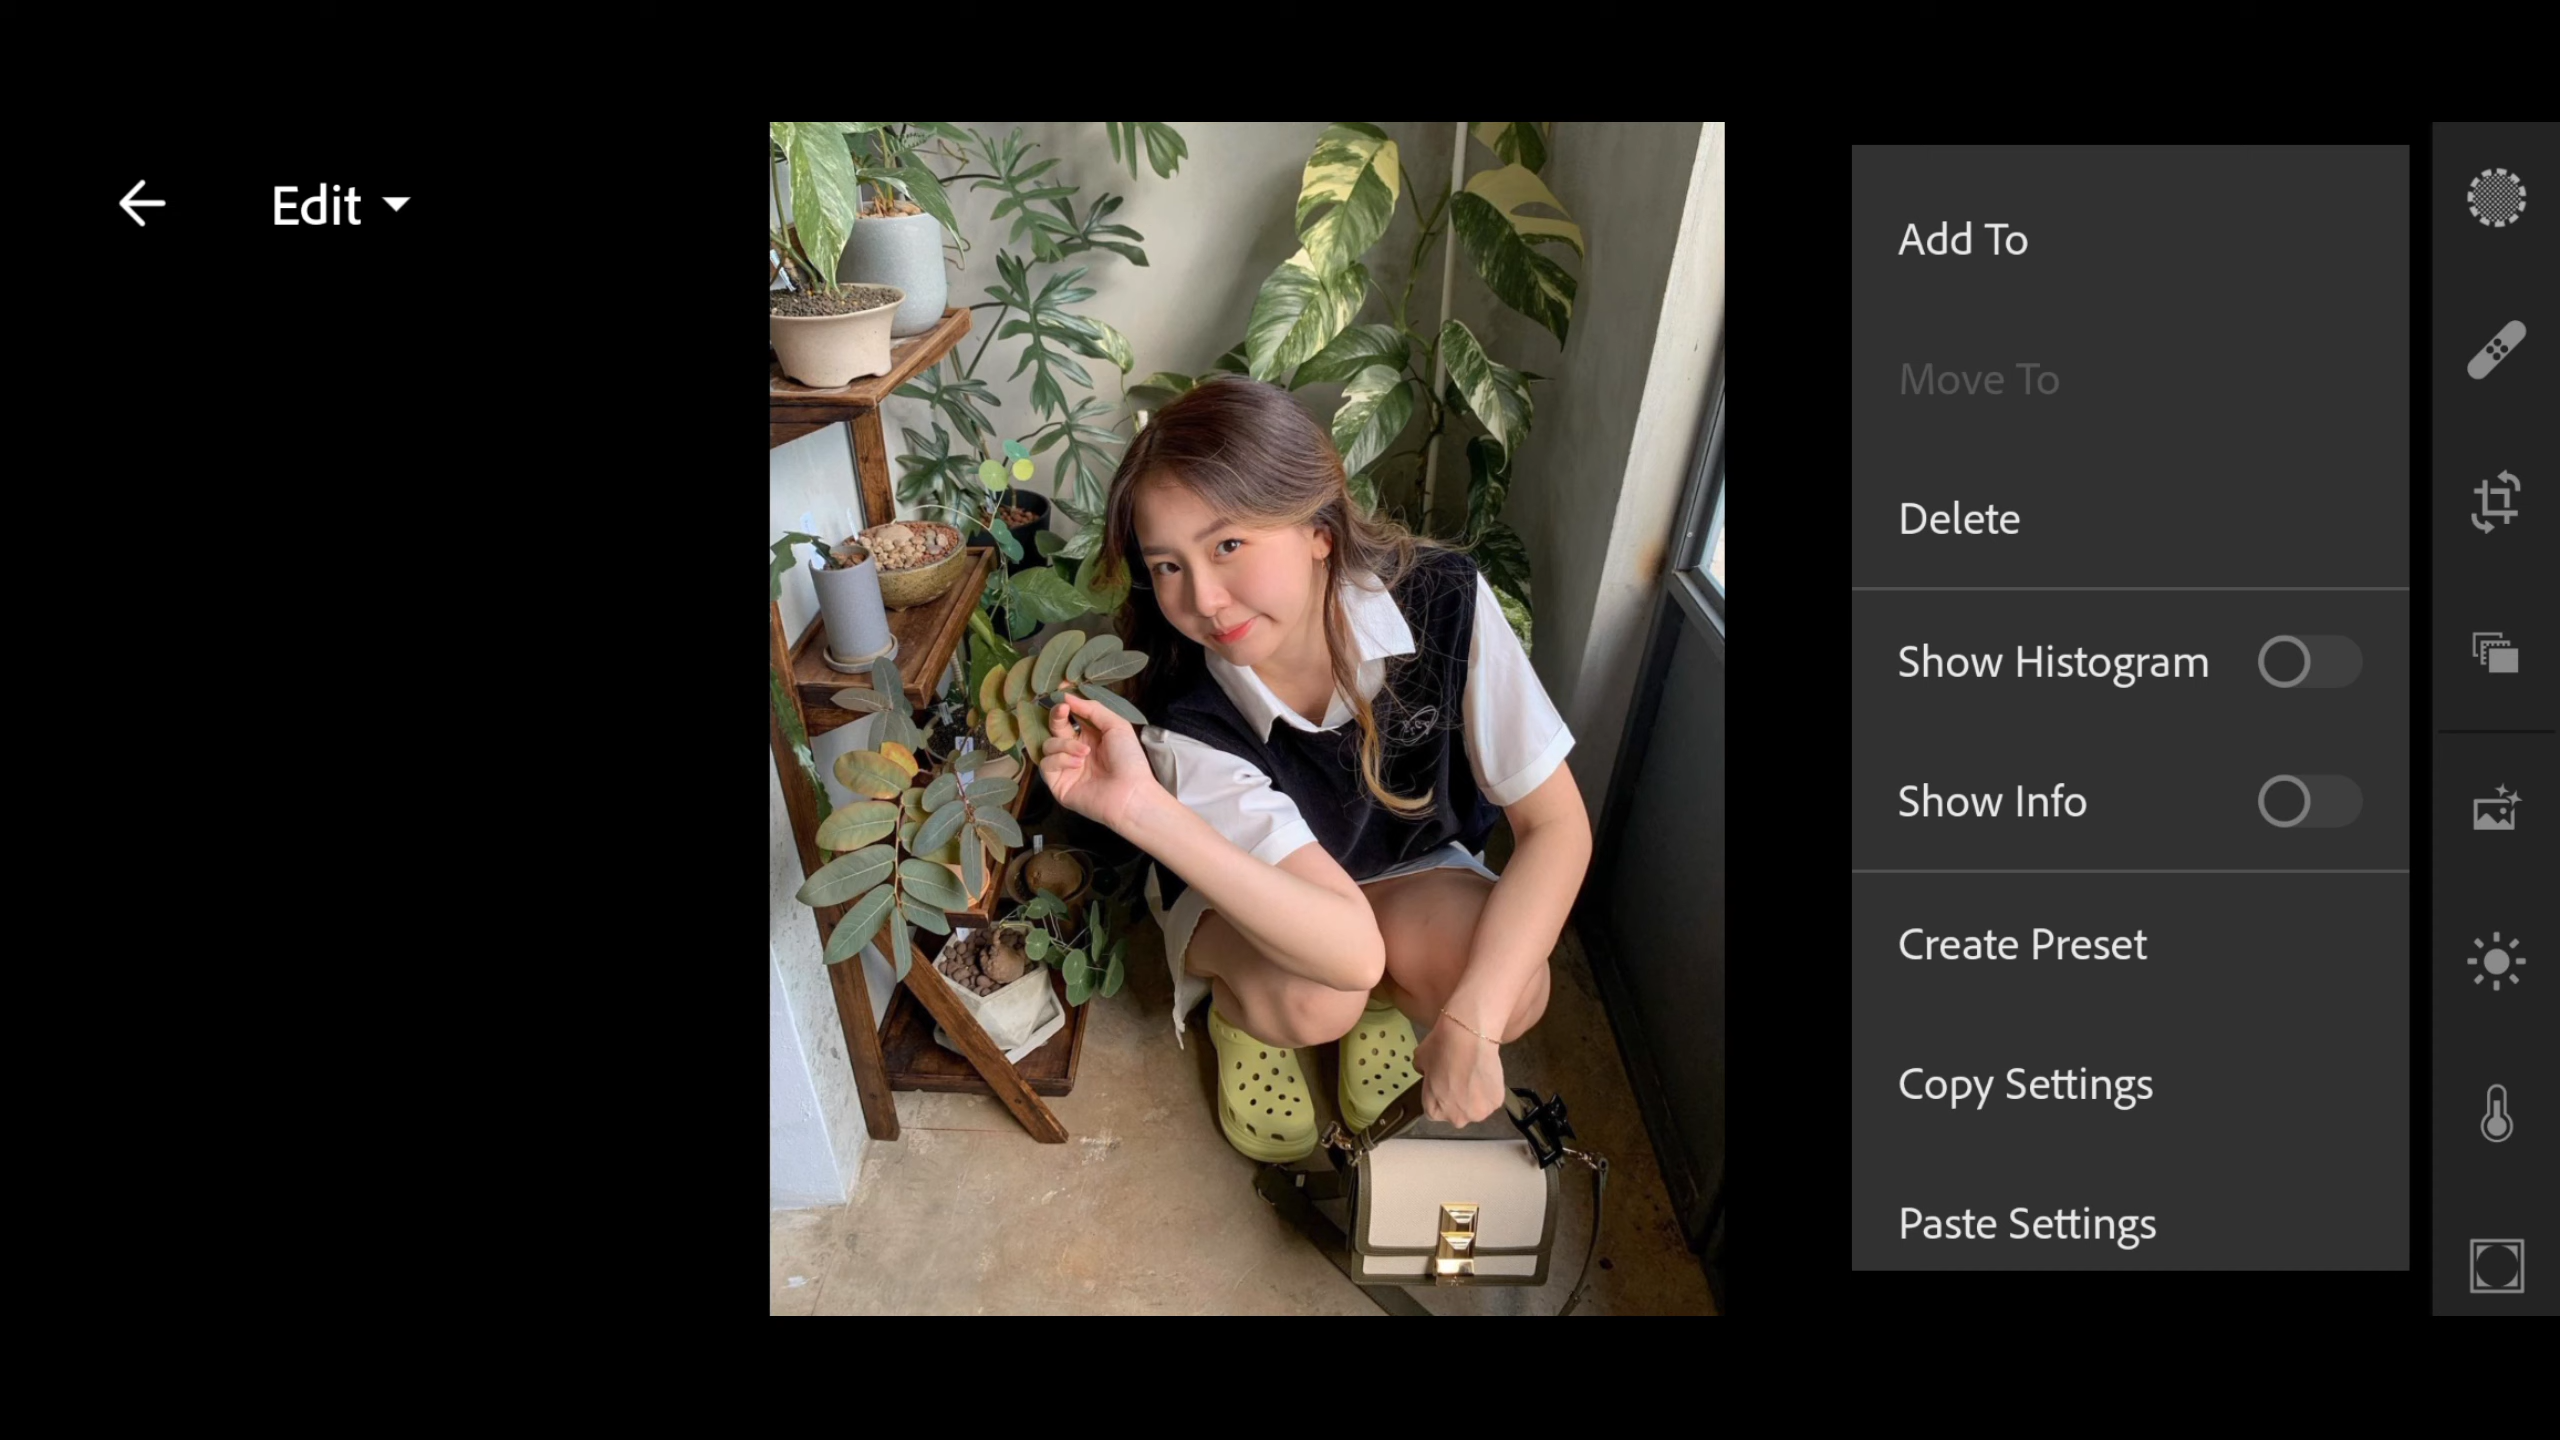 Edit
Add To
Move To
Delete
Show Histogram
Show Info
Create Preset
Copy Settings
Paste Settings